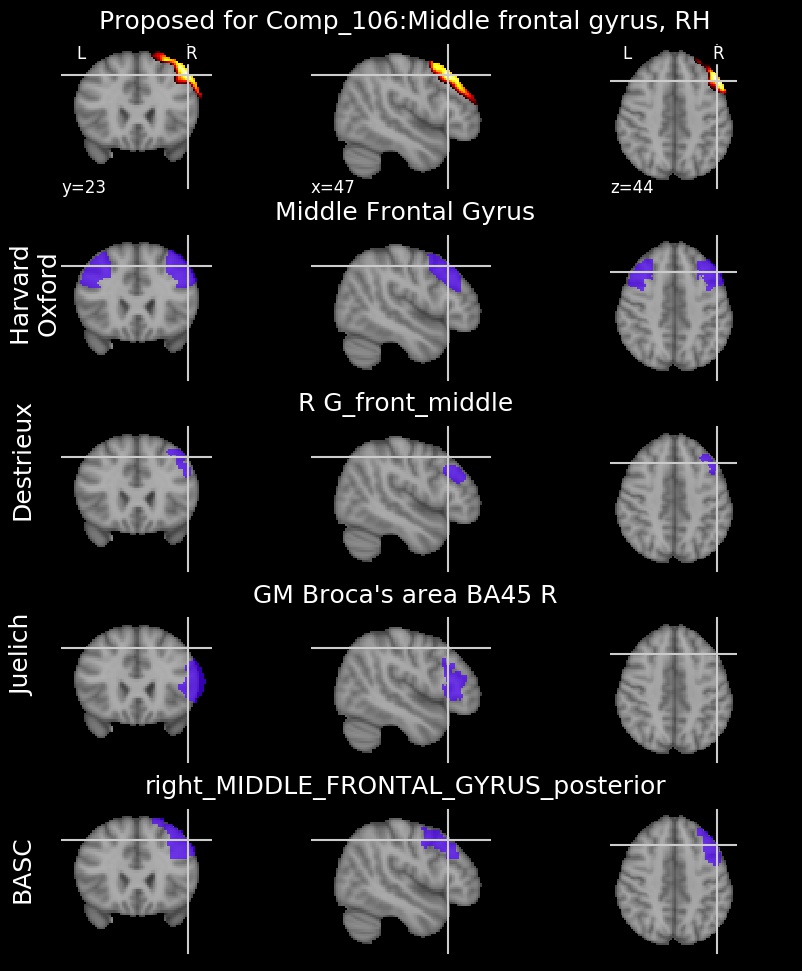 Proposed for Comp_106:Middle frontal gyrus, RH
L R L R
y=23 x=47 z=44
Middle Frontal Gyrus
Harvard
Oxford
R G_front_middle
Destrieux
GM Broca's area BA45 R
Juelich
right_MIDDLE_FRONTAL_GYRUS_posterior
BASC